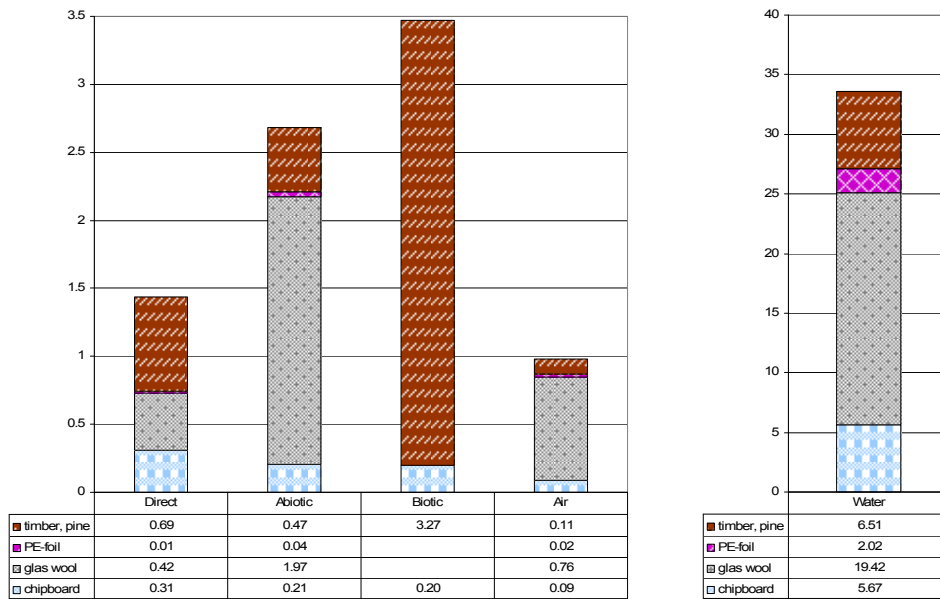 3.5
3
2.5
2
1.5
1
0.5
0
Direct Abiotic Biotic Air
timber, pine 0.69 0.47 3.27 0.11
PE-foil 0.01 0.04 0.02
glas wool 0.42 1.97 0.76
chipboard 0.31 0.21 0.20 0.09
40
35
30
25
20
15
10
5
0
Water
timber, pine 6.51
PE-foil 2.02
glas wool 19.42
chipboard 5.67